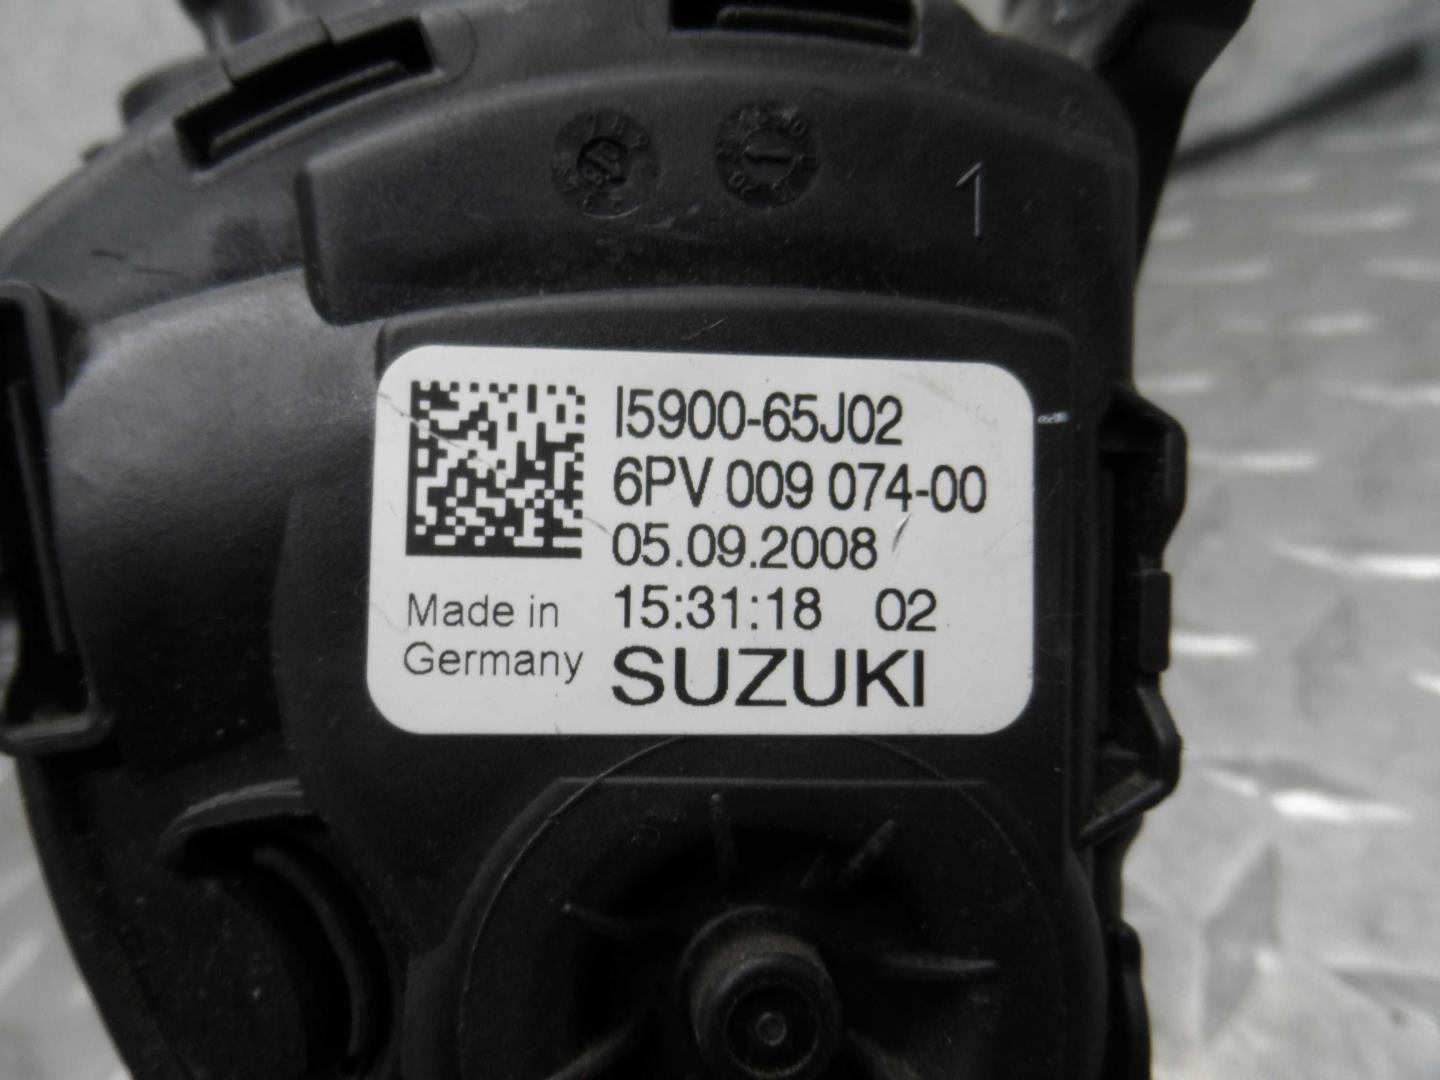 1
I5900-65J02
6PV 009 074-00
05.09.2008
15:31:18 02
Made in
Germany
SUZUKI